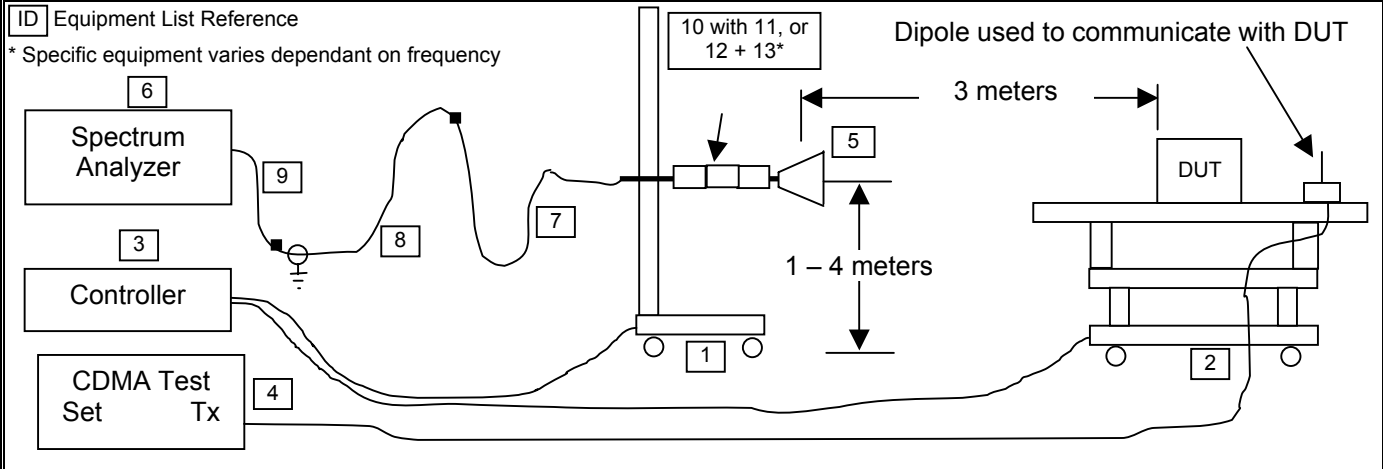 ID Equipment List Reference
* Specific equipment varies dependant on frequency
10 with 11, or
12 + 13*
Dipole used to communicate with DUT
6
Spectrum
Analyzer
9
8
7
5
3 meters
DUT
3
Controller
1 – 4 meters
1
2
CDMA Test
Set Tx
4